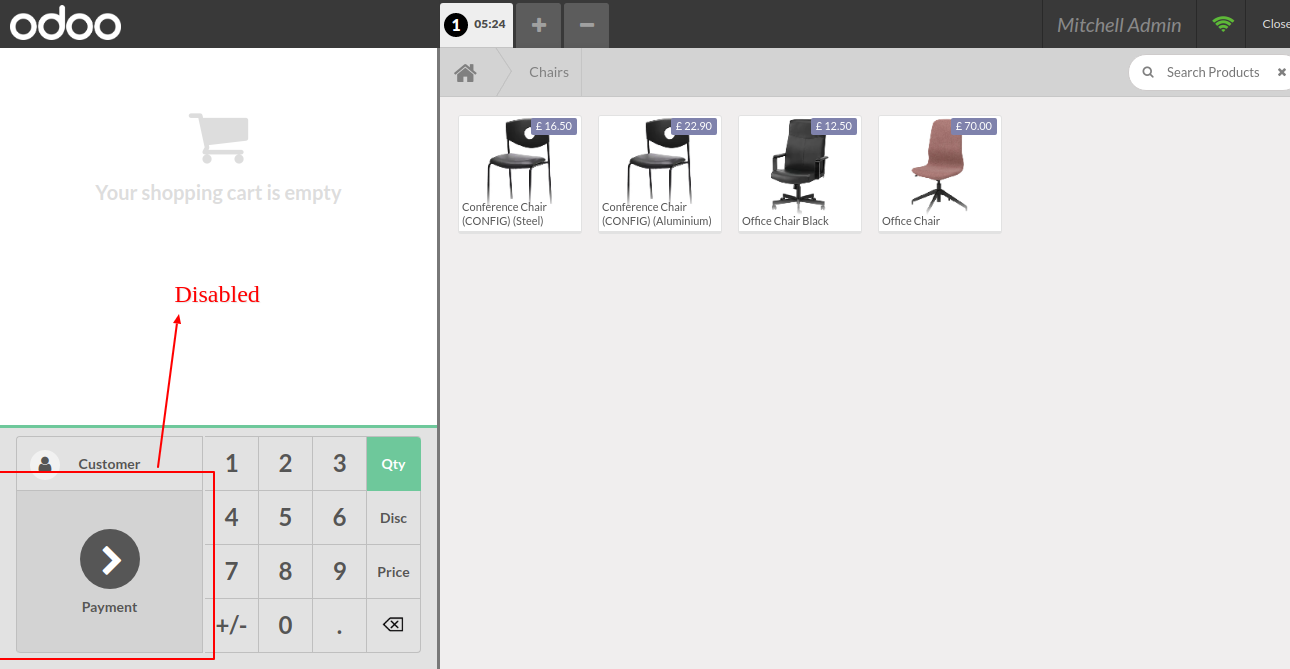 odoo
1 05:24
Mitchell Admin
Close
Chairs
Search Products
Your shopping cart is empty
£ 16.50
Conference Chair
(CONFIG) (Steel)
£ 22.90
Conference Chair
(CONFIG) (Aluminium)
£ 12.50
Office Chair Black
£ 70.00
Office Chair
Disabled
Customer
Payment
1 2 3 Qty
4 5 6 Disc
7 8 9 Price
+/- 0 .